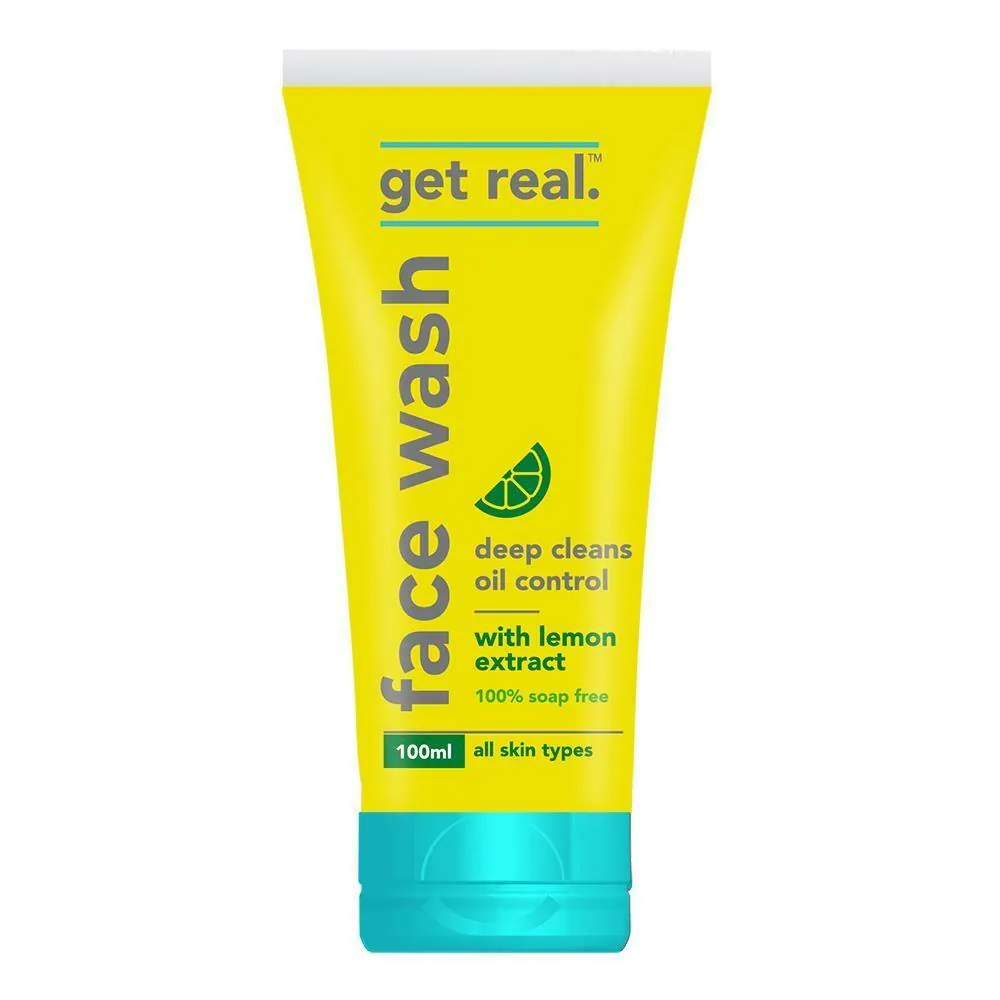 get real.™
face wash
deep cleans
oil control
with lemon
extract
100% soap free
100ml all skin types